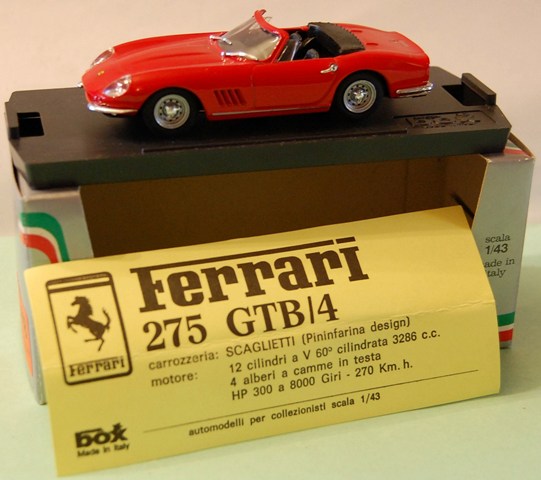 scala
1/43
made in
Italy
Ferrari
275 GTB/4
Ferrari
carrozzeria: SCAGLIETTI (Pininfarina design)
motore: 12 cilindri a V 60º cilindrata 3286 c.c.
4 alberi a camme in testa
HP 300 a 8000 Giri - 270 Km. h.
box
Made in Italy
automodelli per collezionisti scala 1/43